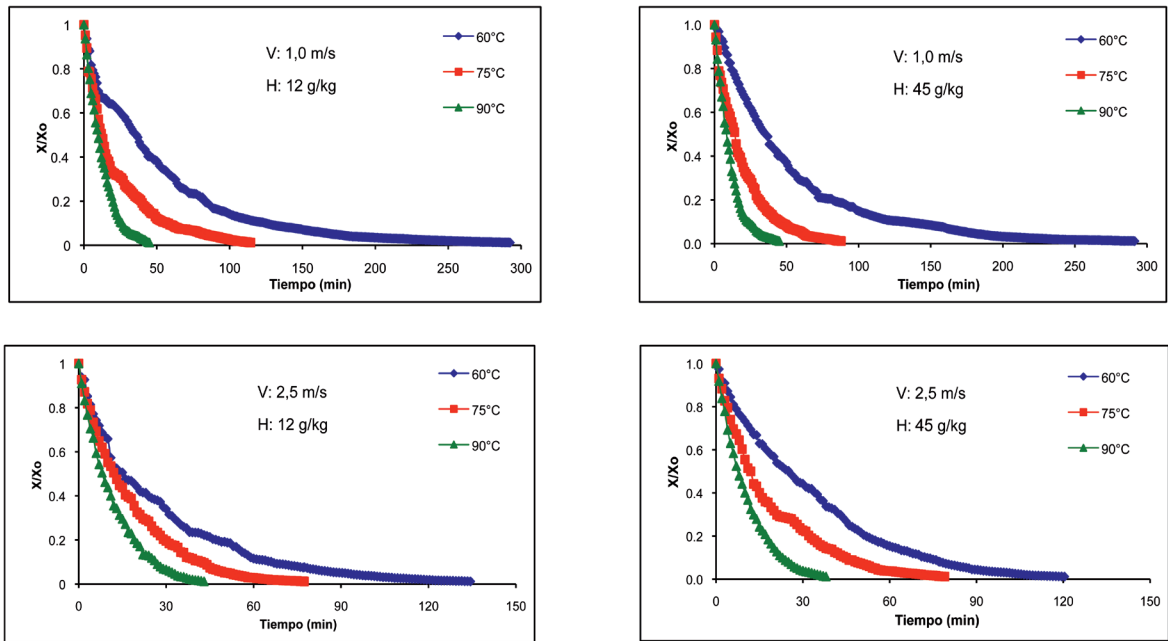 V: 1,0 m/s
H: 12 g/kg
60°C
75°C
90°C
X/Xo
1
0.8
0.6
0.4
0.2
0
0 50 100 150 200 250 300
Tiempo (min)
V: 1,0 m/s
H: 45 g/kg
60°C
75°C
90°C
X/Xo
1.0
0.8
0.6
0.4
0.2
0.0
0 50 100 150 200 250 300
Tiempo (min)
V: 2,5 m/s
H: 12 g/kg
60°C
75°C
90°C
X/Xo
1
0.8
0.6
0.4
0.2
0
0 30 60 90 120 150
Tiempo (min)
V: 2,5 m/s
H: 45 g/kg
60°C
75°C
90°C
X/Xo
1.0
0.8
0.6
0.4
0.2
0.0
0 30 60 90 120 150
Tiempo (min)